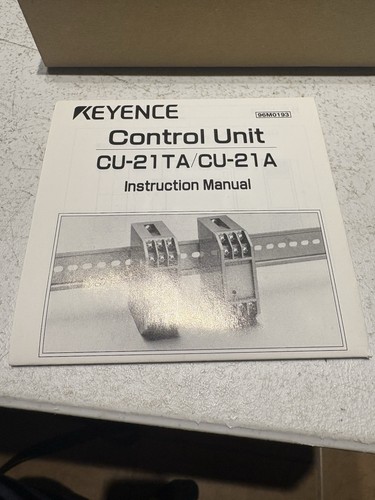 KEYENCE
96M0193
Control Unit
CU-21TA/CU-21A
Instruction Manual